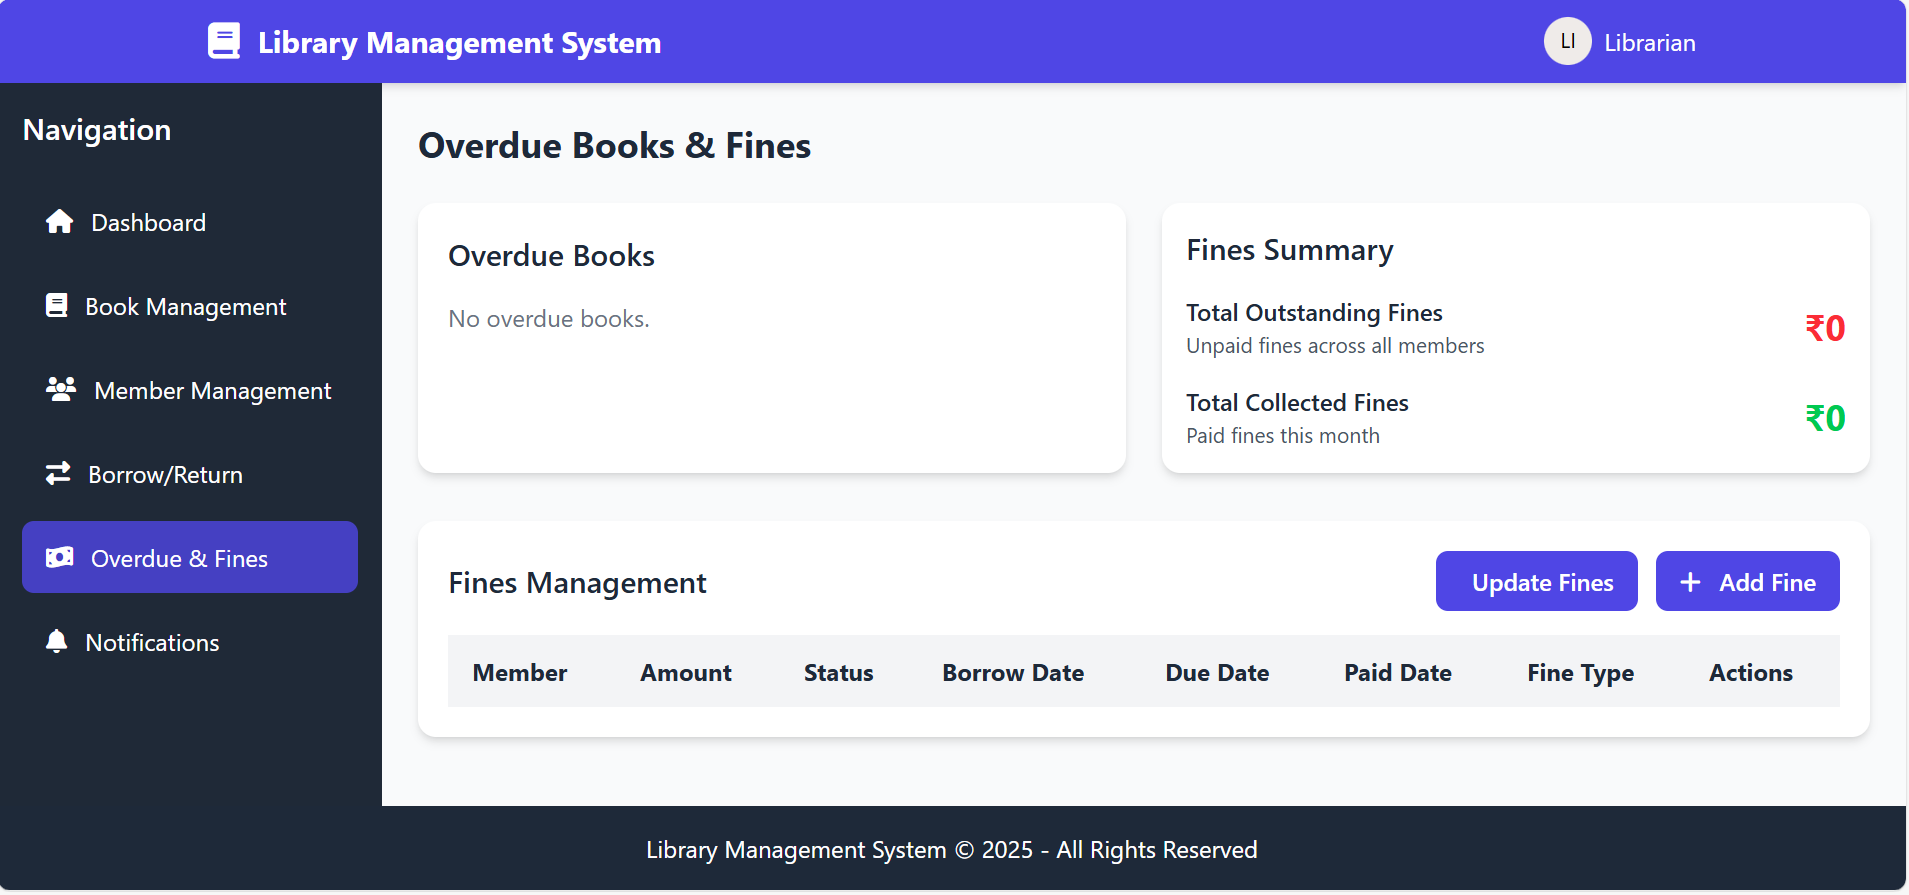 Library Management System
LI Librarian
Navigation
Dashboard
Book Management
Member Management
Borrow/Return
Overdue & Fines
Notifications
Overdue Books & Fines
Overdue Books
No overdue books.
Fines Summary
Total Outstanding Fines
Unpaid fines across all members
₹0
Total Collected Fines
Paid fines this month
₹0
Fines Management
Update Fines
+ Add Fine
Member Amount Status Borrow Date Due Date Paid Date Fine Type Actions
Library Management System © 2025 - All Rights Reserved